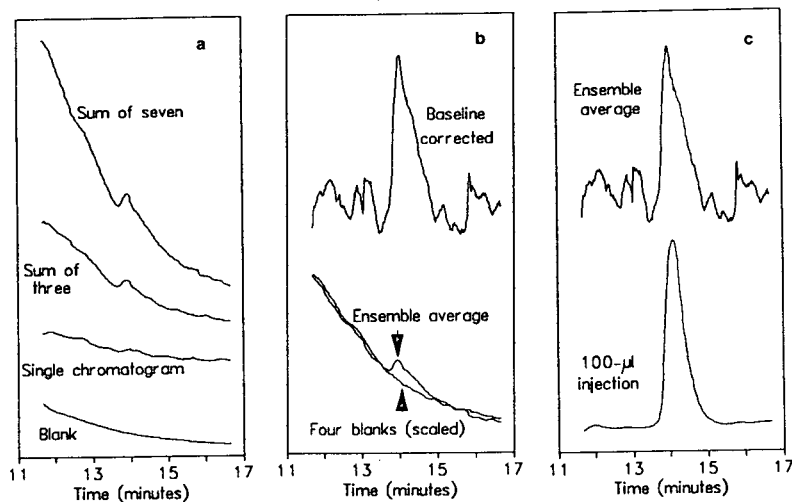 a
Sum of seven
Sum of
three
Single chromatogram
Blank
11 13 15 17
Time (minutes)
b
Baseline
corrected
Ensemble average
Four blanks (scaled)
11 13 15 17
Time (minutes)
c
Ensemble
average
100-µl
injection
11 13 15 17
Time (minutes)